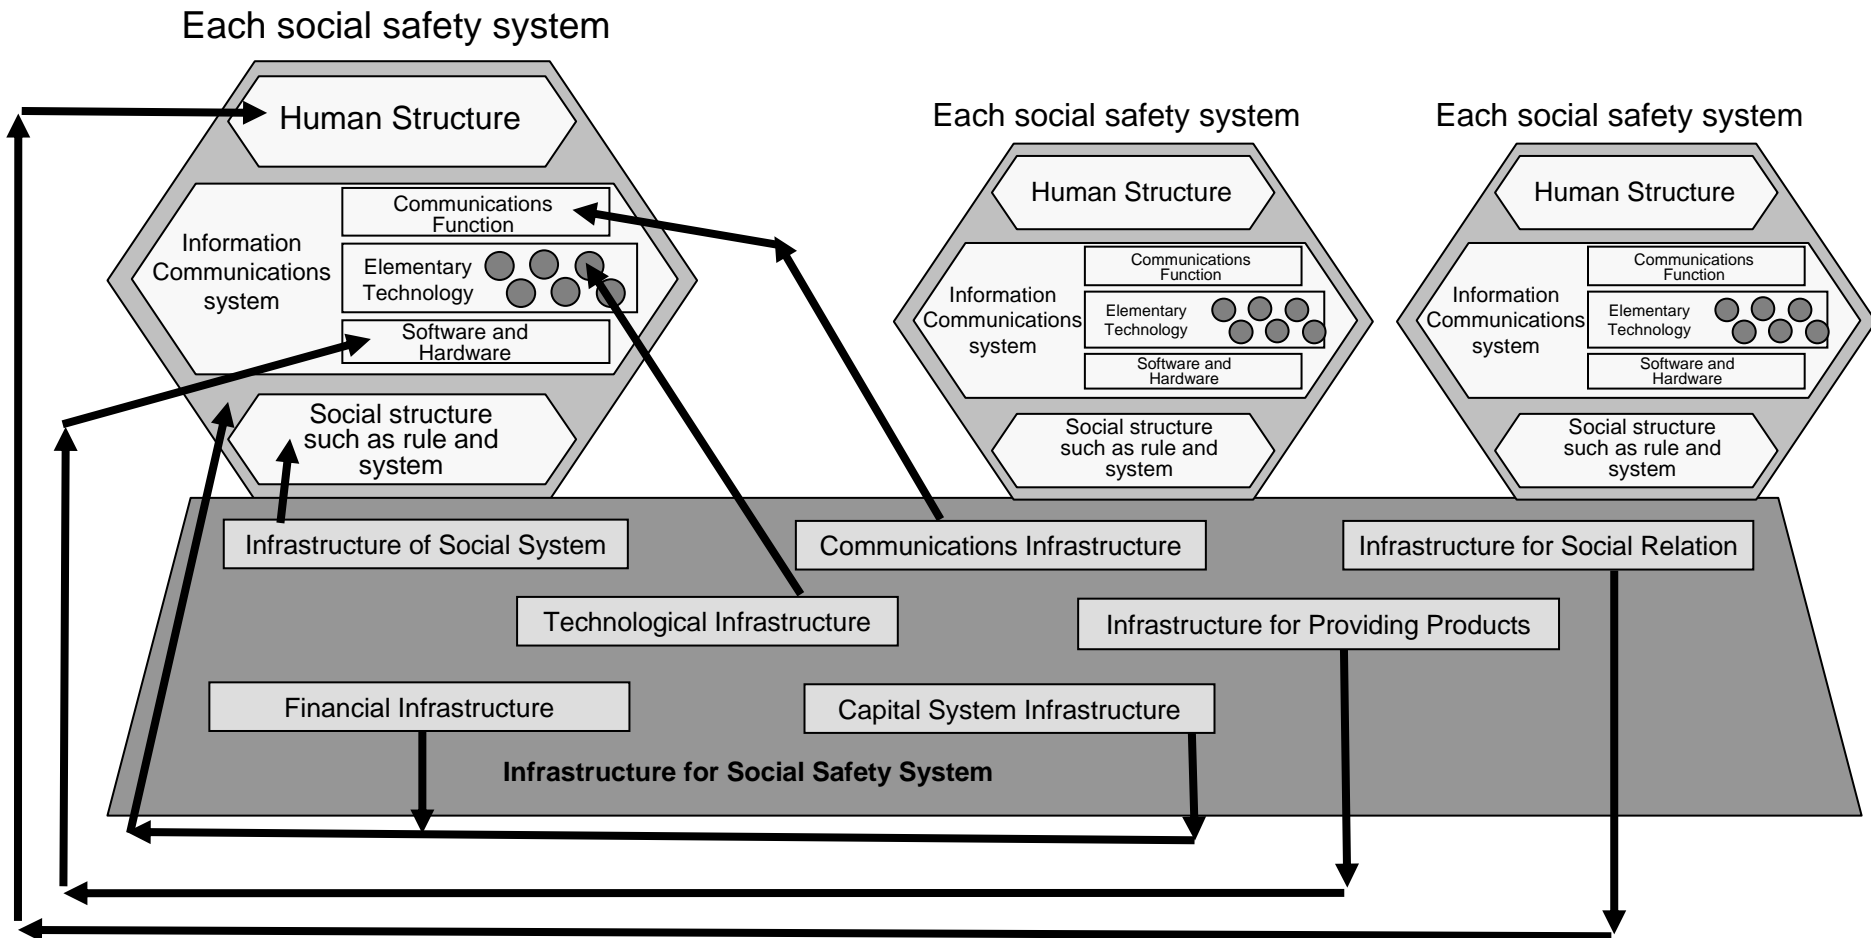 Each social safety system
Human Structure
Information
Communications
system
Communications
Function
Elementary
Technology
Software and
Hardware
Social structure
such as rule and
system
Each social safety system
Human Structure
Information
Communications
system
Communications
Function
Elementary
Technology
Software and
Hardware
Social structure
such as rule and
system
Each social safety system
Human Structure
Information
Communications
system
Communications
Function
Elementary
Technology
Software and
Hardware
Social structure
such as rule and
system
Infrastructure of Social System
Communications Infrastructure
Infrastructure for Social Relation
Technological Infrastructure
Infrastructure for Providing Products
Financial Infrastructure
Capital System Infrastructure
Infrastructure for Social Safety System